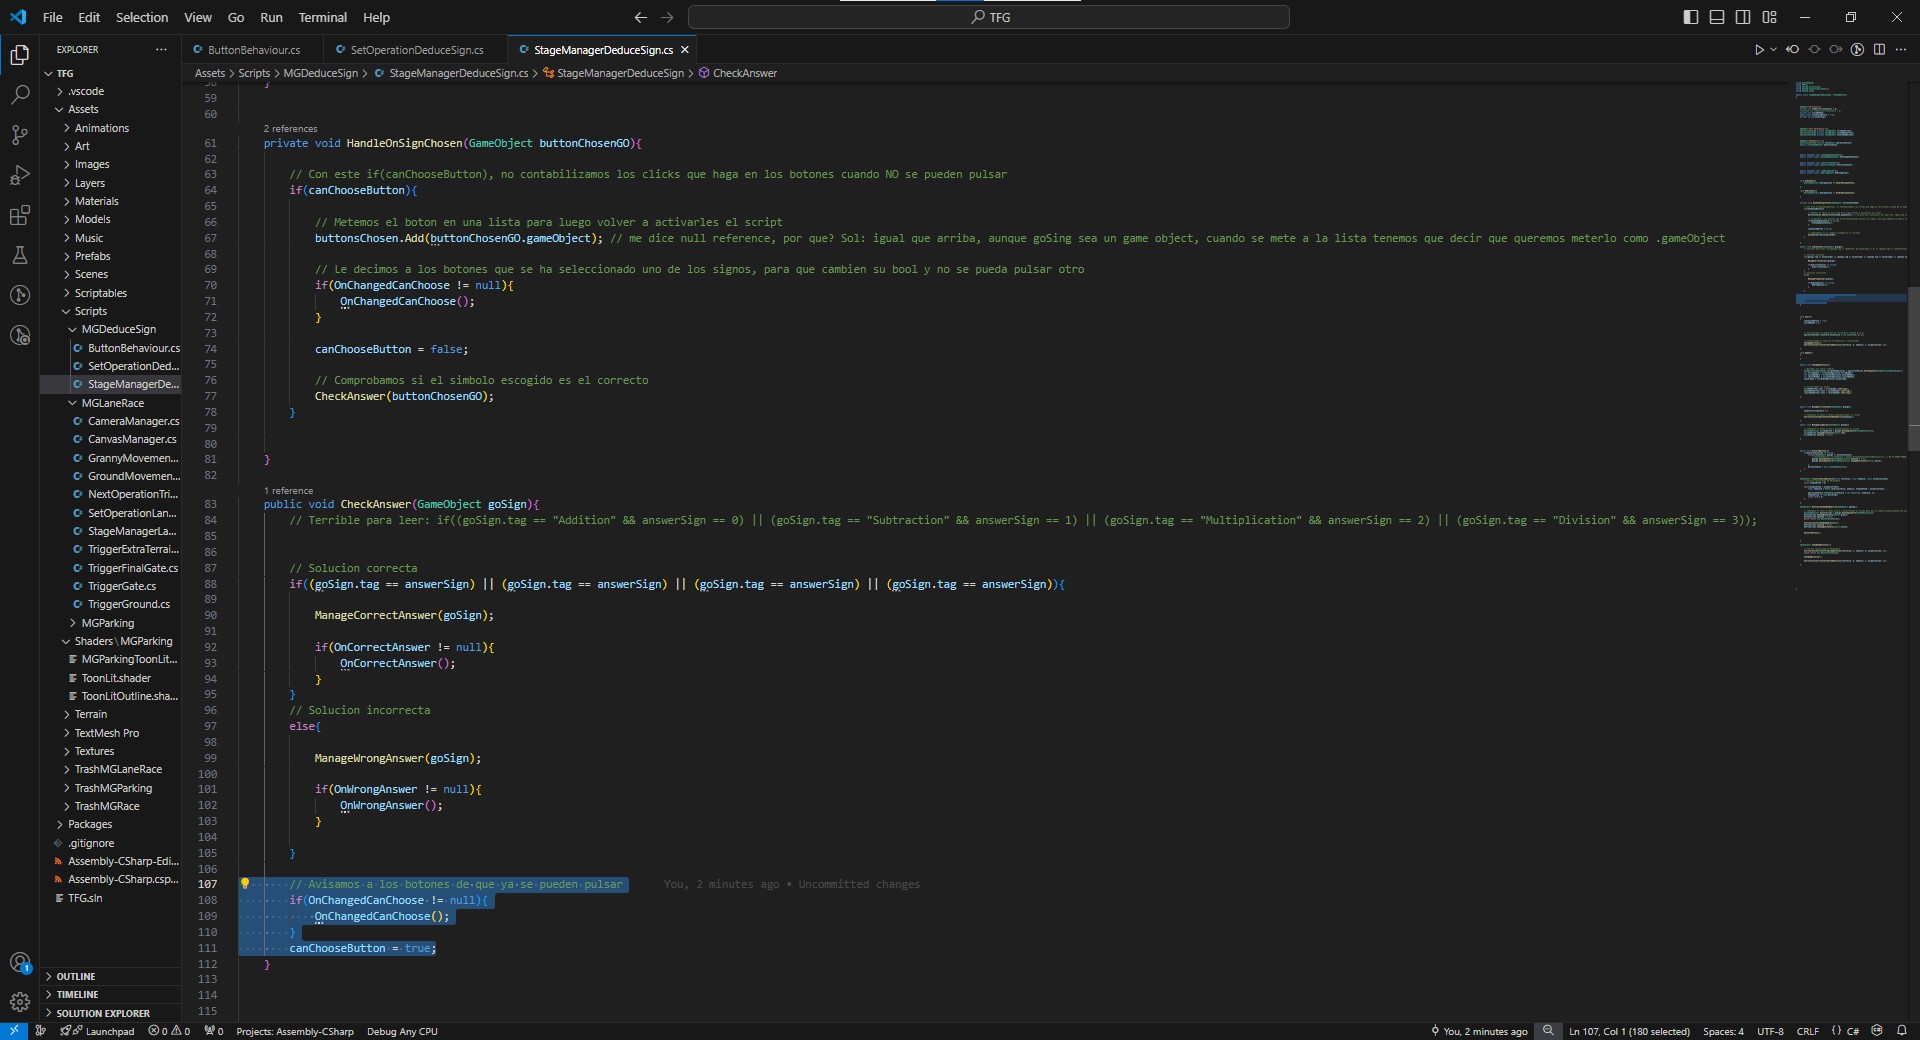 File Edit Selection View Go Run Terminal Help
TFG
EXPLORER
ButtonBehaviour.cs
SetOperationDeduceSign.cs
StageManagerDeduceSign.cs
Assets > Scripts > MGDeduceSign > StageManagerDeduceSign.cs > StageManagerDeduceSign > CheckAnswer
TFG
.vscode
Assets
Animations
Art
Images
Layers
Materials
Models
Music
Prefabs
Scenes
Scriptables
Scripts
MGDeduceSign
ButtonBehaviour.cs
SetOperationDed...
StageManagerDe...
MGLaneRace
CameraManager.cs
CanvasManager.cs
GrannyMovemen...
GroundMovemen...
NextOperationTri...
SetOperationLan...
StageManagerLa...
TriggerExtraTerrai...
TriggerFinalGate.cs
TriggerGate.cs
TriggerGround.cs
MGParking
Shaders\MGParking
MGParkingToonLit...
ToonLit.shader
ToonLitOutline.sha...
Terrain
TextMesh Pro
Textures
TrashMGLaneRace
TrashMGParking
TrashMGRace
Packages
.gitignore
Assembly-CSharp-Edi...
Assembly-CSharp.csp...
TFG.sln
OUTLINE
TIMELINE
SOLUTION EXPLORER
58 }
59
60
2 references
61 private void HandleOnSignChosen(GameObject buttonChosenGO){
62
63 // Con este if(canChooseButton), no contabilizamos los clicks que haga en los botones cuando NO se pueden pulsar
64 if(canChooseButton){
65
66 // Metemos el boton en una lista para luego volver a activarles el script
67 buttonsChosen.Add(buttonChosenGO.gameObject); // me dice null reference, por que? Sol: igual que arriba, aunque goSing sea un game object, cuando se mete a la lista tenemos que decir que queremos meterlo como .gameObject
68
69 // Le decimos a los botones que se ha seleccionado uno de los signos, para que cambien su bool y no se pueda pulsar otro
70 if(OnChangedCanChoose != null){
71 OnChangedCanChoose();
72 }
73
74 canChooseButton = false;
75
76 // Comprobamos si el simbolo escogido es el correcto
77 CheckAnswer(buttonChosenGO);
78 }
79
80
81 }
82
1 reference
83 public void CheckAnswer(GameObject goSign){
84 // Terrible para leer: if((goSign.tag == "Addition" && answerSign == 0) || (goSign.tag == "Subtraction" && answerSign == 1) || (goSign.tag == "Multiplication" && answerSign == 2) || (goSign.tag == "Division" && answerSign == 3));
85
86
87 // Solucion correcta
88 if((goSign.tag == answerSign) || (goSign.tag == answerSign) || (goSign.tag == answerSign) || (goSign.tag == answerSign)){
89
90 ManageCorrectAnswer(goSign);
91
92 if(OnCorrectAnswer != null){
93 OnCorrectAnswer();
94 }
95 }
96 // Solucion incorrecta
97 else{
98
99 ManageWrongAnswer(goSign);
100
101 if(OnWrongAnswer != null){
102 OnWrongAnswer();
103 }
104
105 }
106
107 // Avisamos a los botones de que ya se pueden pulsar You, 2 minutes ago • Uncommitted changes
108 if(OnChangedCanChoose != null){
109 OnChangedCanChoose();
110 }
111 canChooseButton = true;
112 }
113
114
115
1
Launchpad 0 0 0 Projects: Assembly-CSharp Debug Any CPU
You, 2 minutes ago Ln 107, Col 1 (180 selected) Spaces: 4 UTF-8 CRLF {} C#